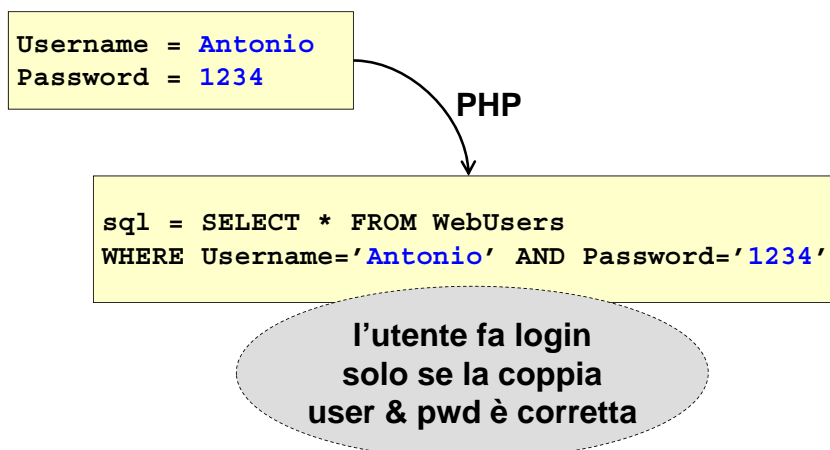 Username = Antonio
Password = 1234
PHP
sql = SELECT * FROM WebUsers
WHERE Username=’Antonio’ AND Password=’1234’
l’utente fa login
solo se la coppia
user & pwd è corretta